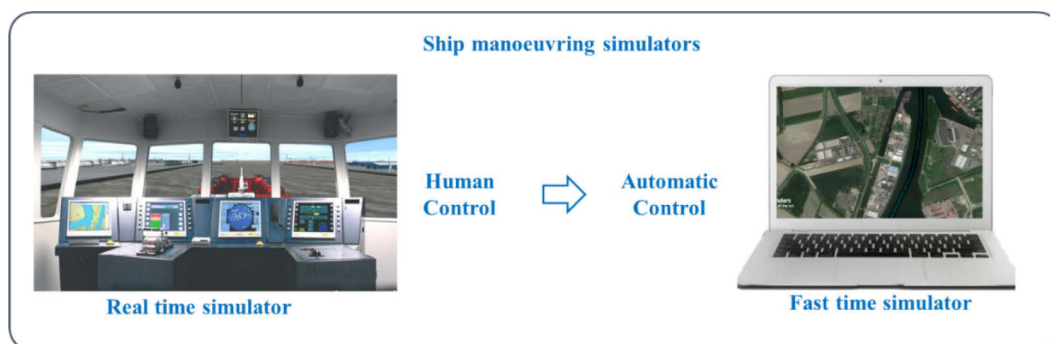 Ship manoeuvring simulators
Human
Control
Automatic
Control
Real time simulator
Fast time simulator